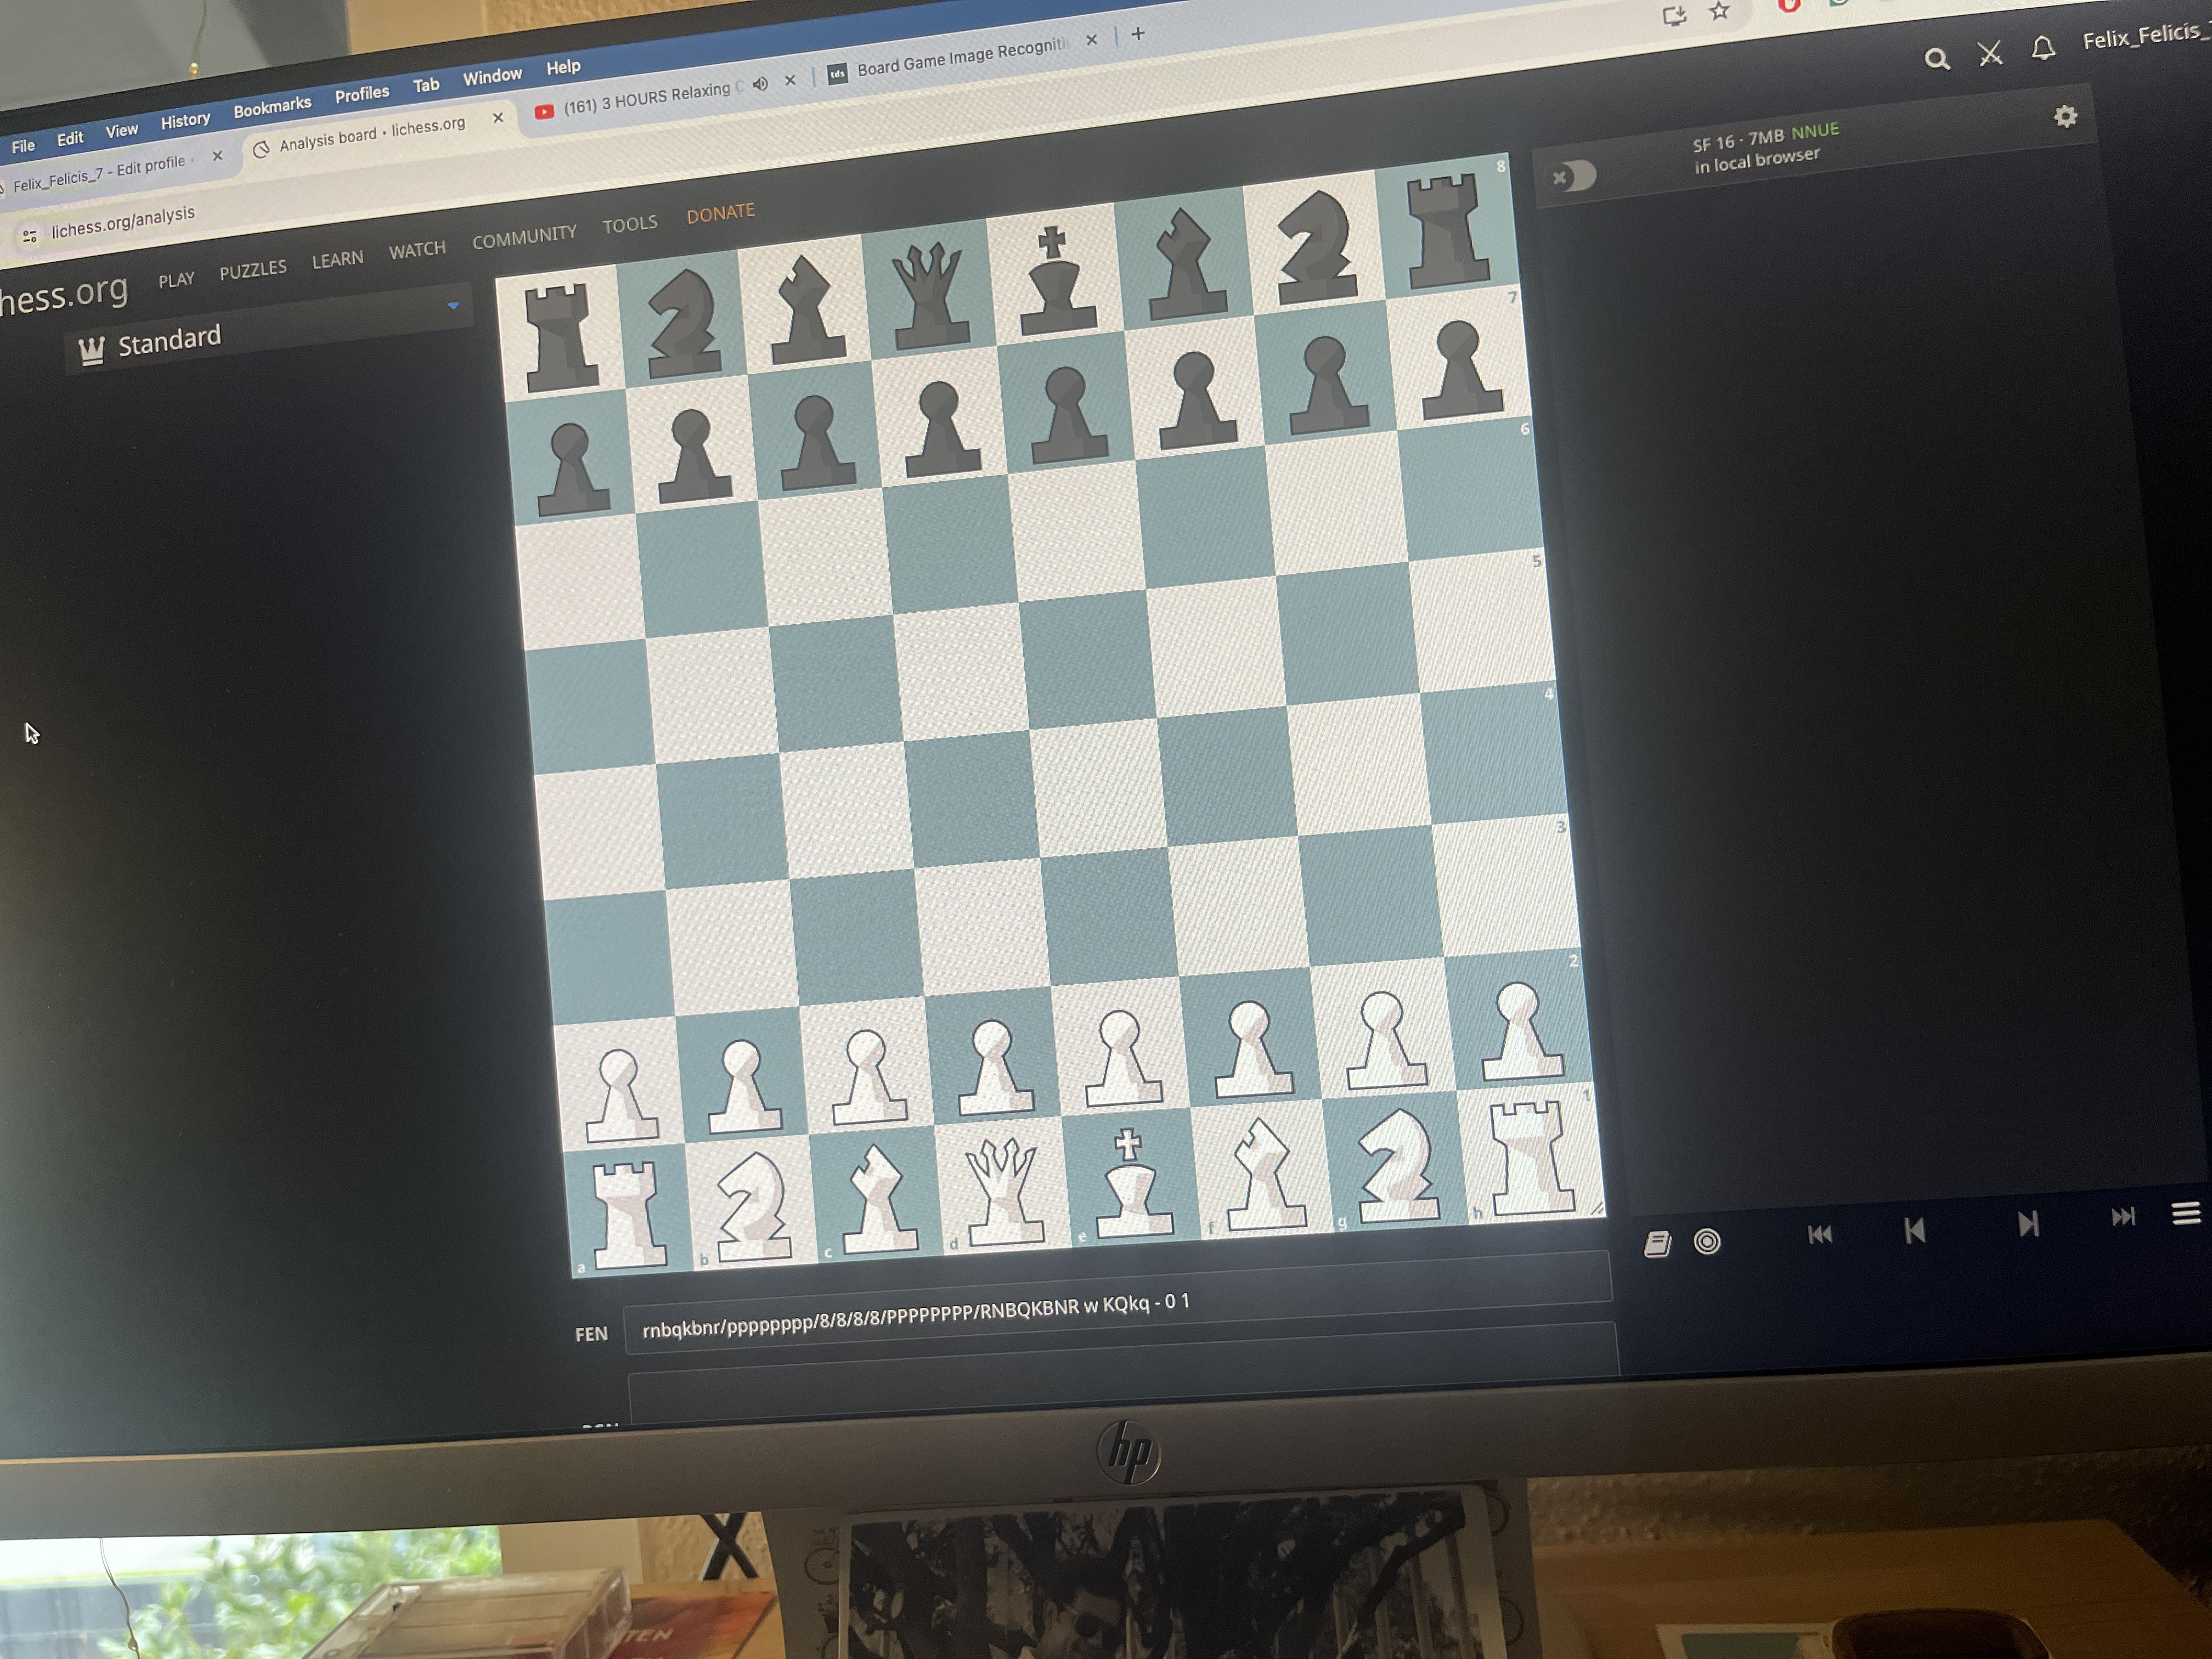 File Edit View History Bookmarks Profiles Tab Window Help
Felix_Felicis_7 - Edit profile
Analysis board • lichess.org
(161) 3 HOURS Relaxing
tds Board Game Image Recogniti
lichess.org/analysis
hess.org PLAY PUZZLES LEARN WATCH COMMUNITY TOOLS DONATE
Felix_Felicis_
Standard
SF 16 · 7MB NNUE
in local browser
8
7
6
5
4
3
2
1
a b c d e f g h
FEN rnbqkbnr/pppppppp/8/8/8/8/PPPPPPPP/RNBQKBNR w KQkq - 0 1
hp
TEN